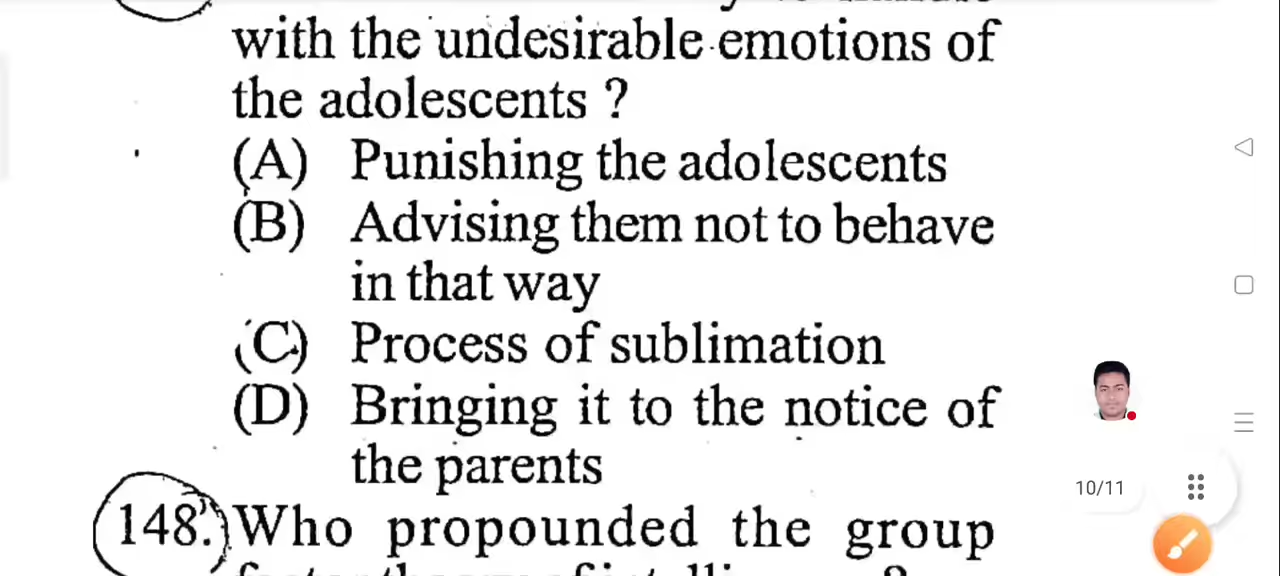 with the undesirable emotions of
the adolescents ?
(A) Punishing the adolescents
(B) Advising them not to behave
in that way
(C) Process of sublimation
(D) Bringing it to the notice of
the parents
10/11
148. Who propounded the group